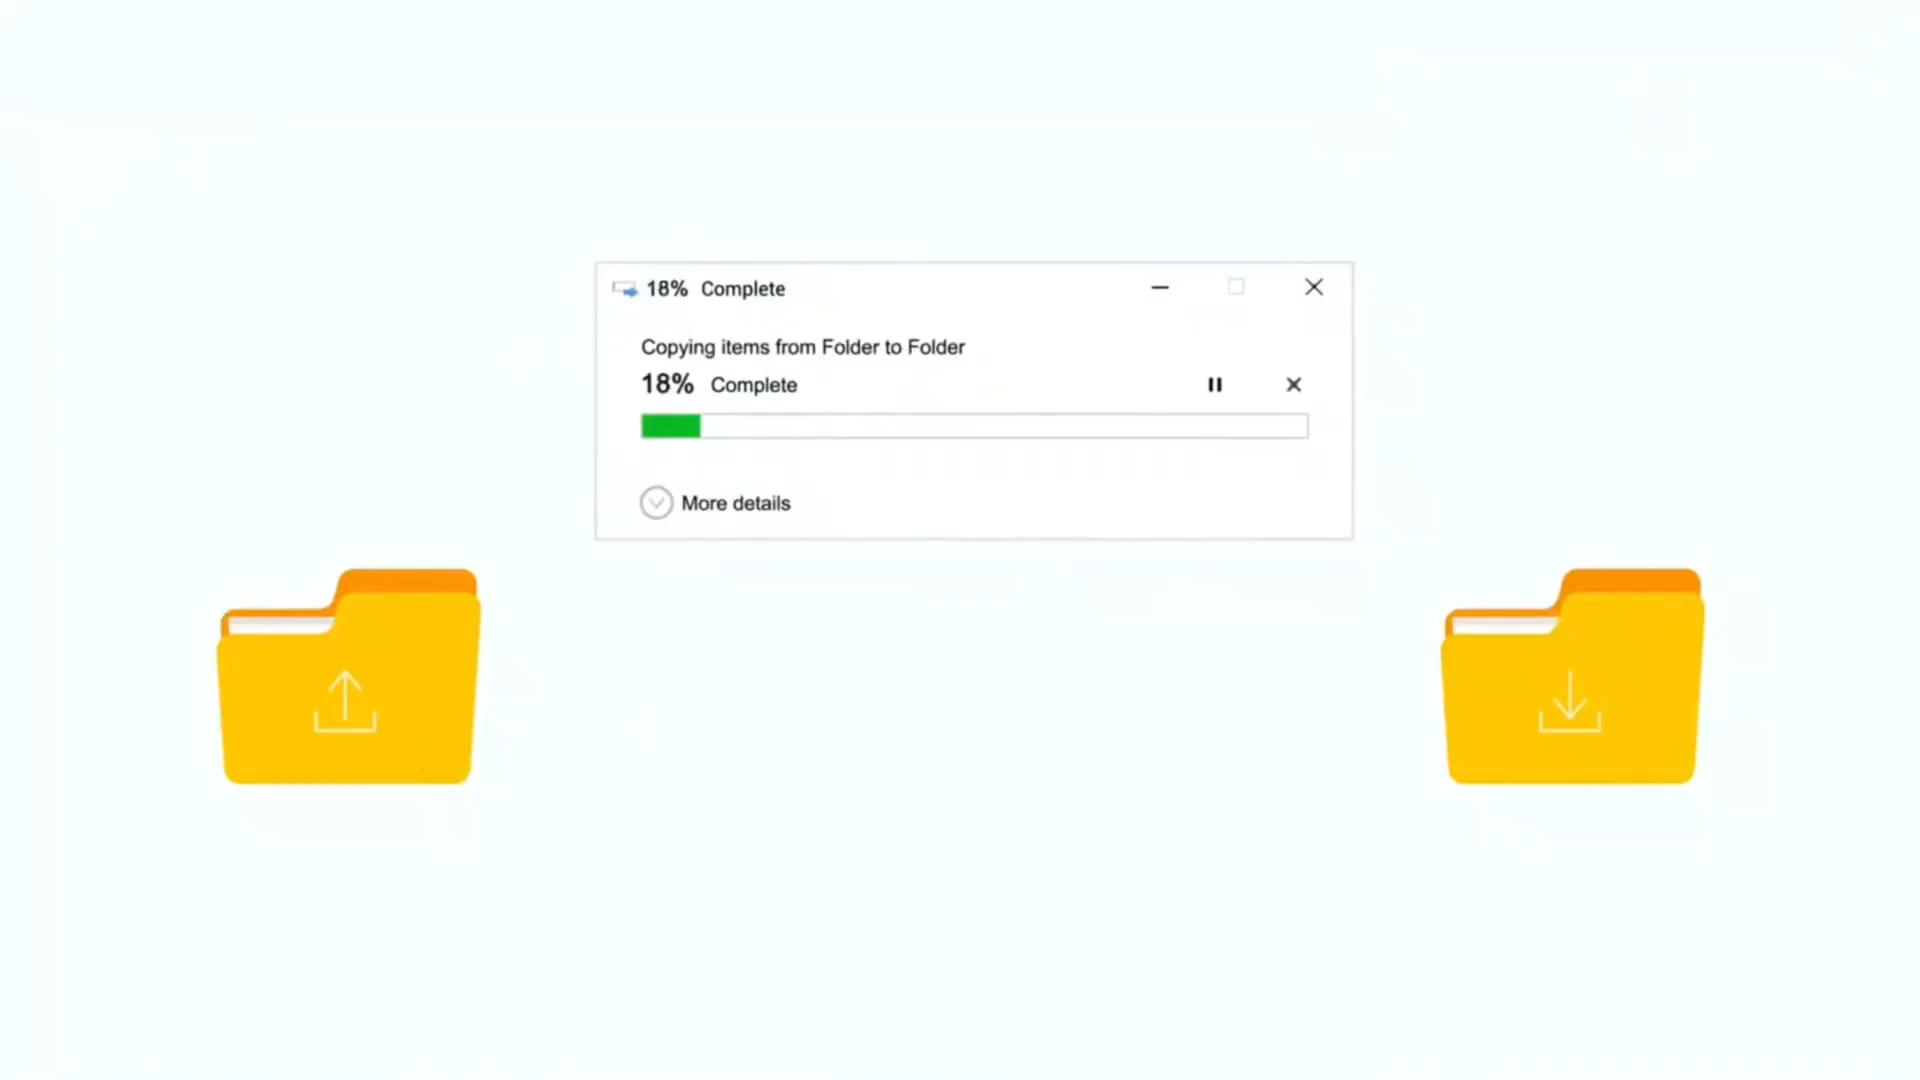 18% Complete
Copying items from Folder to Folder
18% Complete
More details